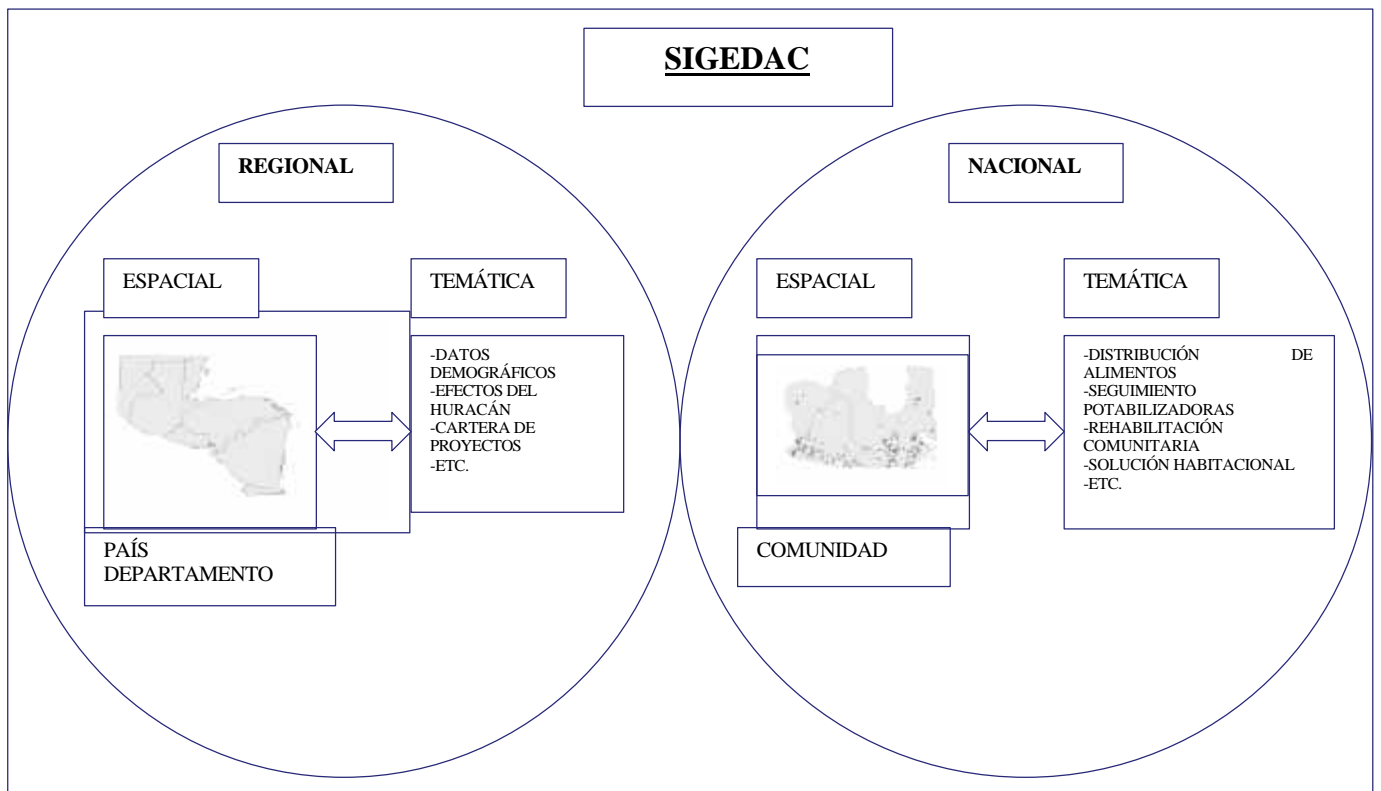 SIGEDAC
REGIONAL
ESPACIAL
TEMÁTICA
-DATOS
DEMOGRÁFICOS
-EFECTOS DEL
HURACÁN
-CARTERA DE
PROYECTOS
-ETC.
PAÍS
DEPARTAMENTO
NACIONAL
ESPACIAL
TEMÁTICA
-DISTRIBUCIÓN DE
ALIMENTOS
-SEGUIMIENTO
POTABILIZADORAS
-REHABILITACIÓN
COMUNITARIA
-SOLUCIÓN HABITACIONAL
-ETC.
COMUNIDAD